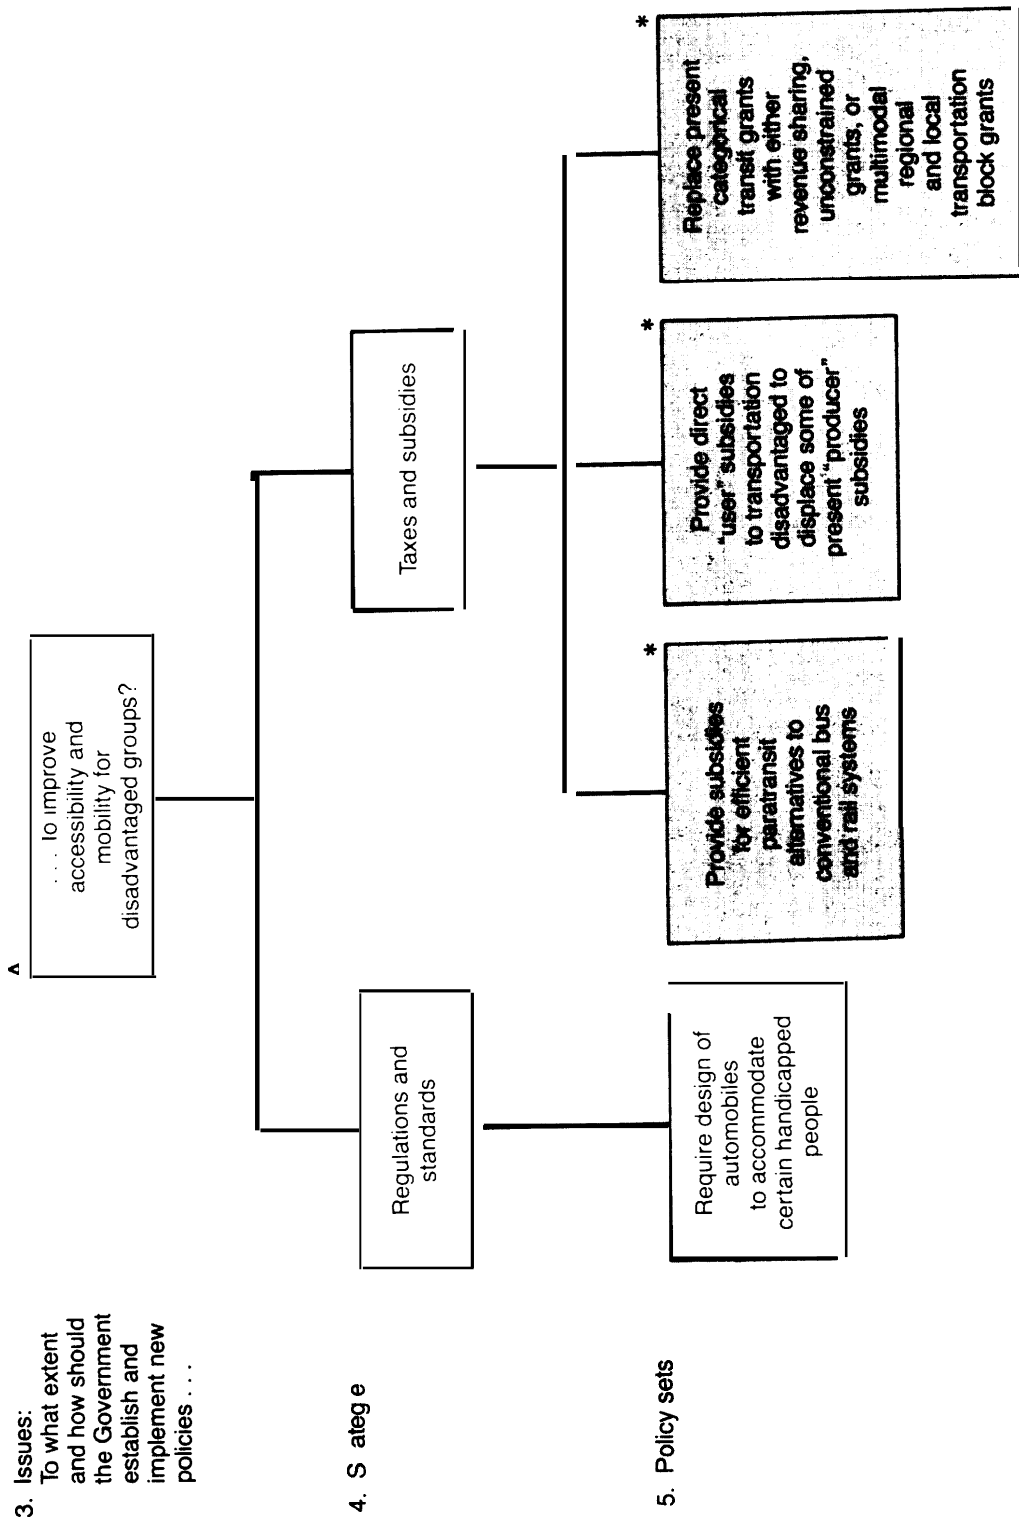 3. Issues:
To what extent
and how should
the Government
establish and
implement new
policies . . .
A
. . . Io improve
accessibility and
mobility for
disadvantaged groups?
4. S ateg e
Regulations and
standards
Taxes and subsidies
5. Policy sets
Require design of
automobiles
to accommodate
certain handicapped
people
*
Provide subsidies
for efficient
paratransit
alternatives to
conventional bus
and rail systems
*
Provide direct
"user" subsidies
to transportation
disadvantaged to
displace some of
present "producer"
subsidies
*
Replace present
categorical
transit grants
with either
revenue sharing,
unconstrained
grants, or
multimodal
regional
and local
transportation
block grants